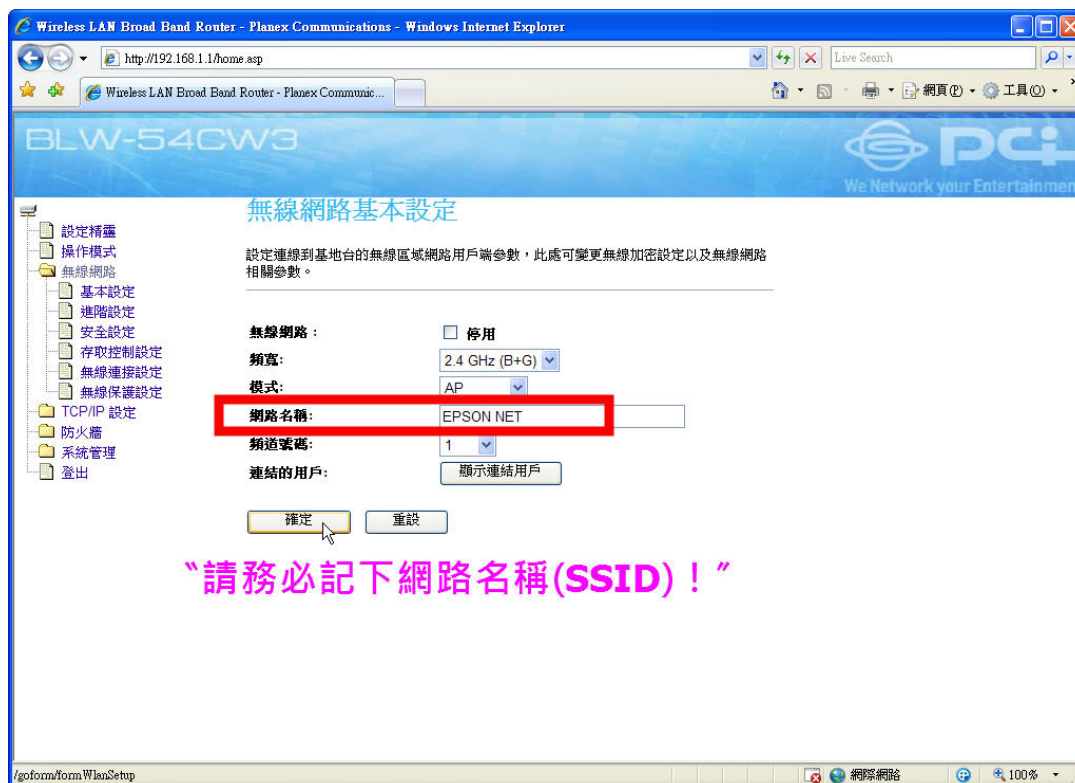 Wireless LAN Broad Band Router - Planex Communications - Windows Internet Explorer
http://192.168.1.1/home.asp
Live Search
Wireless LAN Broad Band Router - Planex Communic...
網頁(P)
工具(O)
BLW-54CW3
PCi
We Network your Entertainmen
設定精靈
操作模式
無線網路
基本設定
進階設定
安全設定
存取控制設定
無線連接設定
無線保護設定
TCP/IP 設定
防火牆
系統管理
登出
無線網路基本設定
設定連線到基地台的無線區域網路用戶端參數，此處可變更無線加密設定以及無線網路
相關參數。
無線網路：
停用
頻寬:
2.4 GHz (B+G)
模式:
AP
網路名稱:
EPSON NET
頻道號碼:
1
連結的用戶:
顯示連結用戶
確定
重設
〝請務必記下網路名稱(SSID)！〞
/goform/formWlanSetup
網際網路
100%